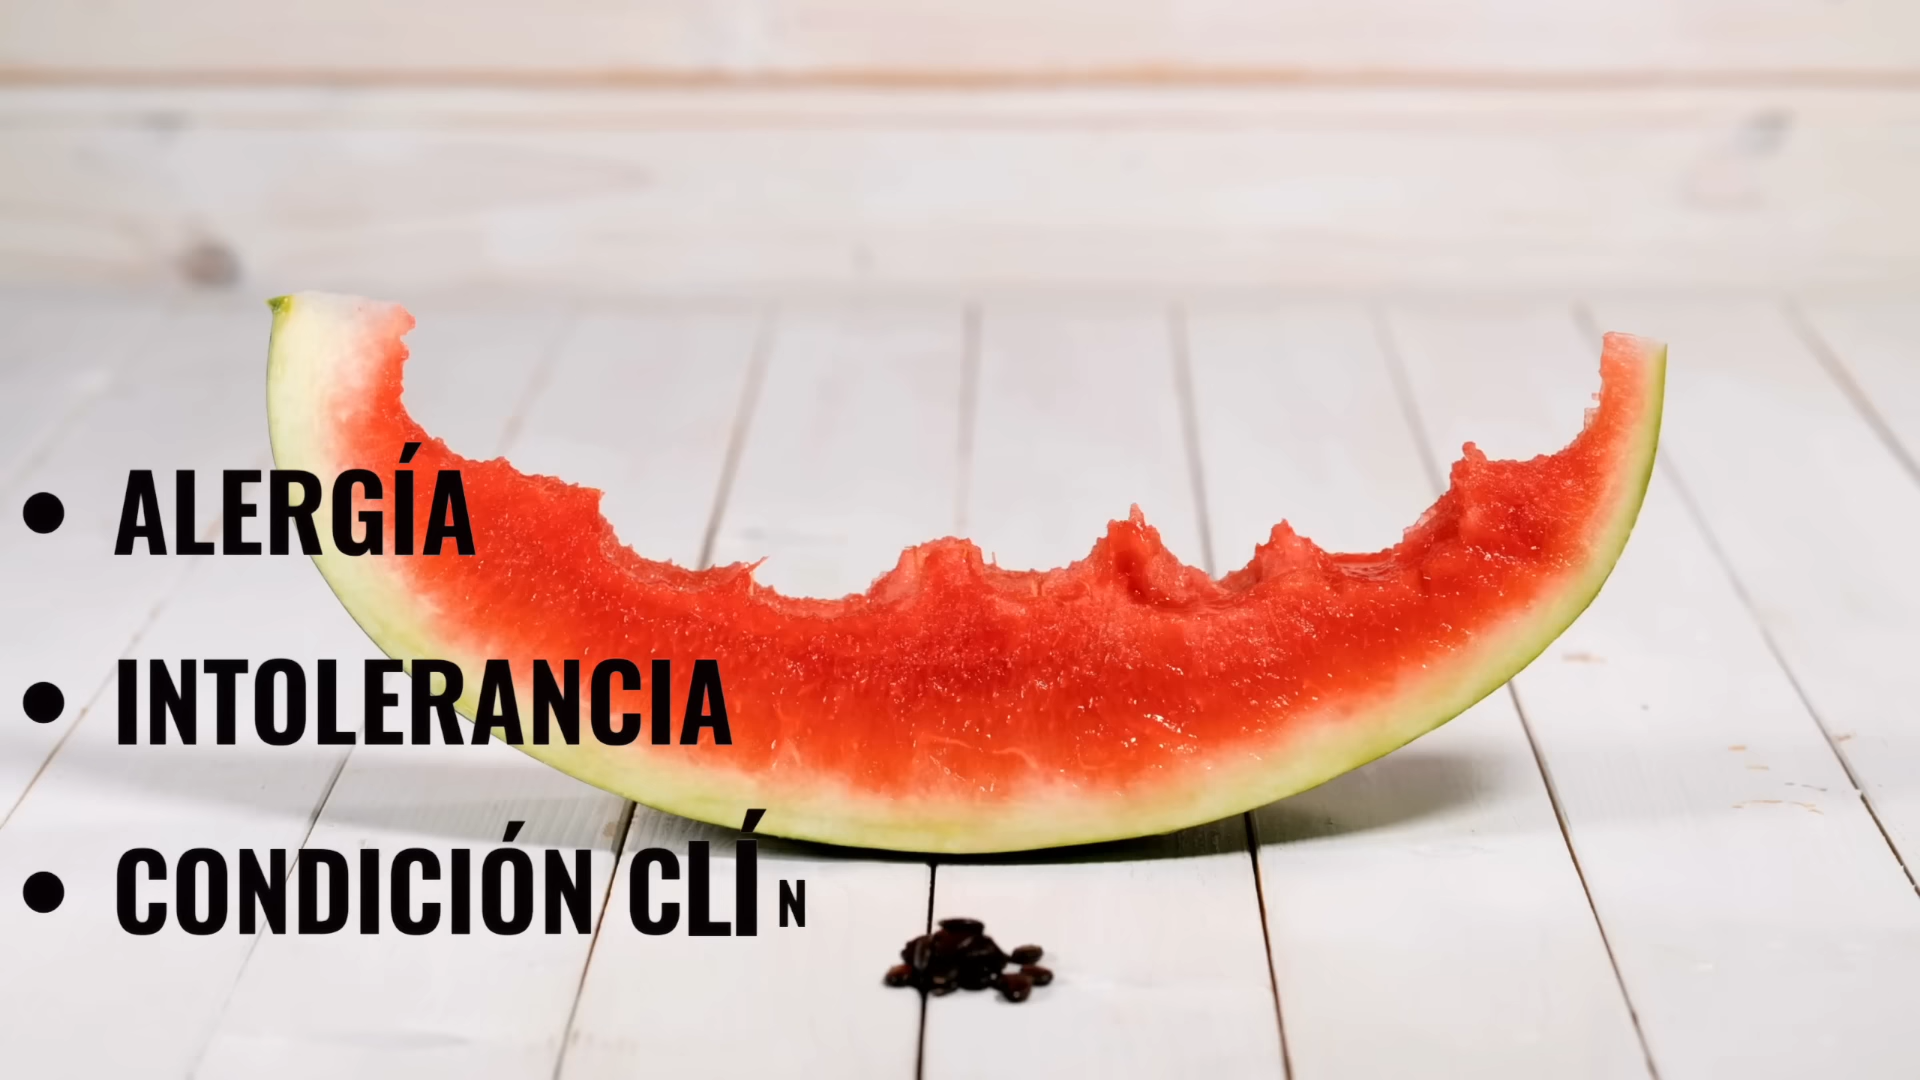 • ALERGÍA
• INTOLERANCIA
• CONDICIÓN CLÍN